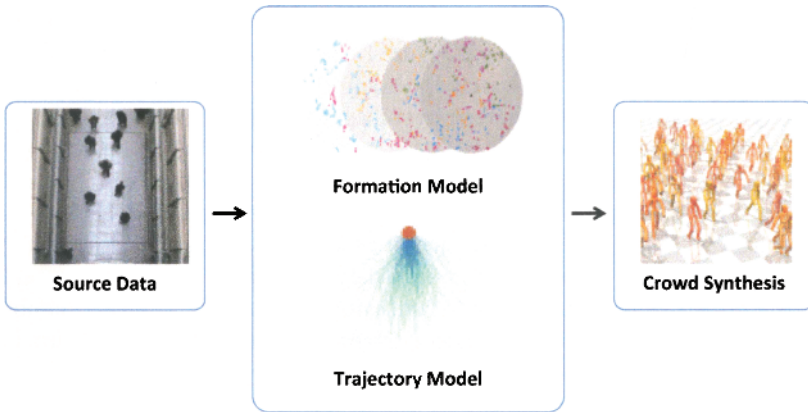 Source Data
Formation Model
Trajectory Model
Crowd Synthesis